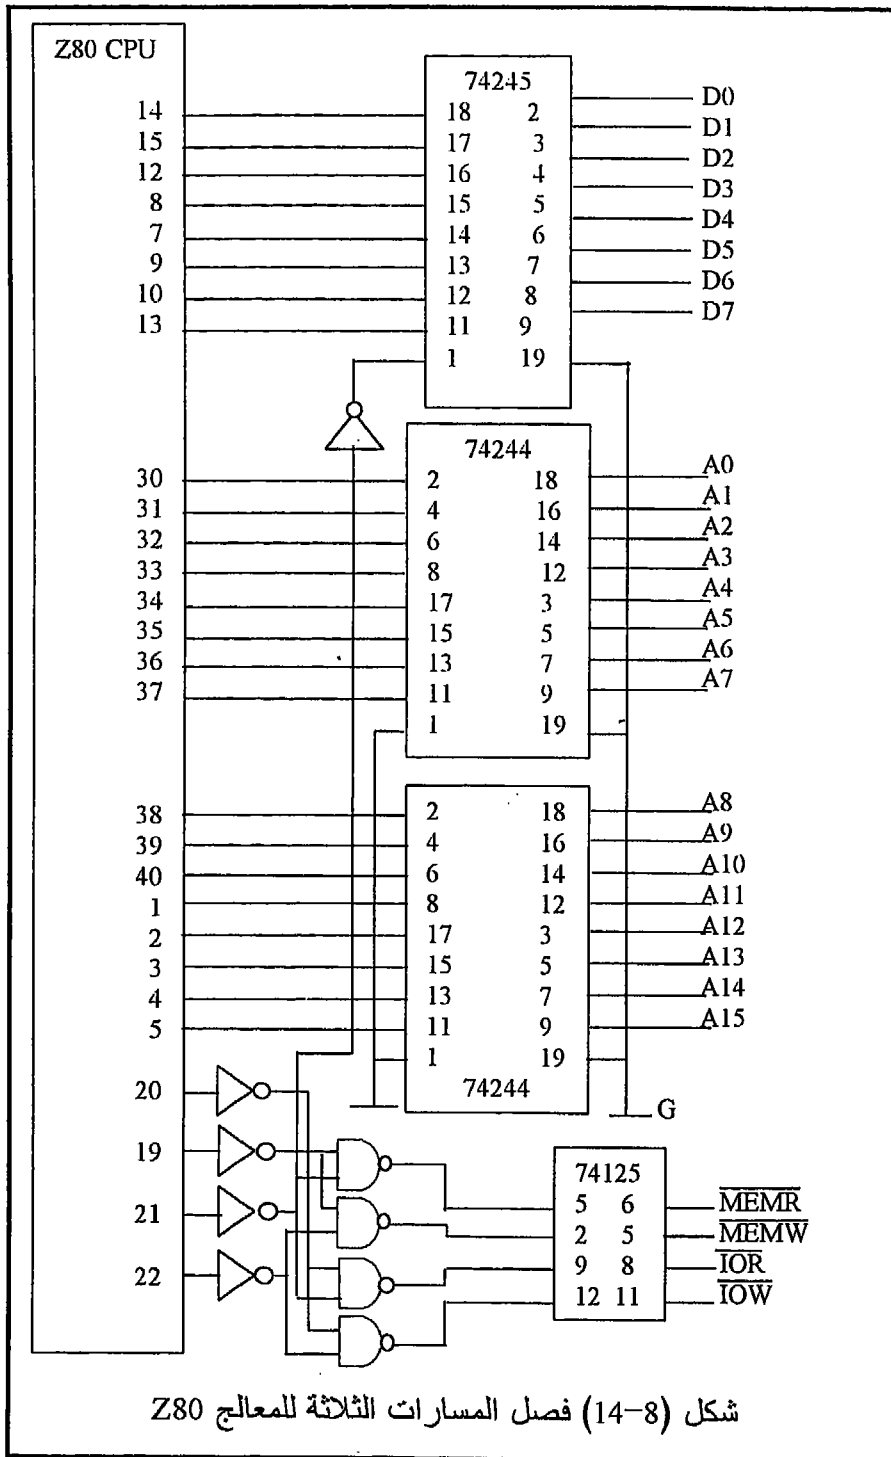 Z80 CPU
74245
14 18 2 D0
15 17 3 D1
12 16 4 D2
8 15 5 D3
7 14 6 D4
9 13 7 D5
10 12 8 D6
13 11 9 D7
1 19
74244
30 2 18 A0
31 4 16 A1
32 6 14 A2
33 8 12 A3
34 17 3 A4
35 15 5 A5
36 13 7 A6
37 11 9 A7
1 19
38 2 18 A8
39 4 16 A9
40 6 14 A10
1 8 12 A11
2 17 3 A12
3 15 5 A13
4 13 7 A14
5 11 9 A15
1 19
74244
G
20
19
21
22
74125
5 6 M̅E̅M̅R̅
2 5 M̅E̅M̅W̅
9 8 I̅O̅R̅
12 11 I̅O̅W̅
شكل (8-14) فصل المسارات الثلاثة للمعالج Z80